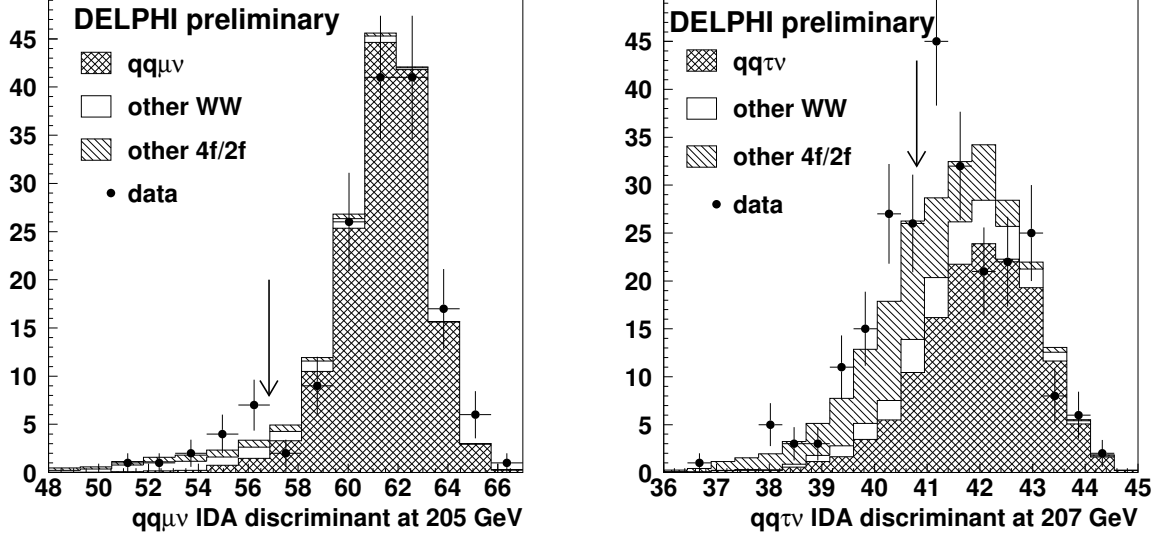 DELPHI preliminary
qqμν
other WW
other 4f/2f
data
45
40
35
30
25
20
15
10
5
0
48 50 52 54 56 58 60 62 64 66
qqμν IDA discriminant at 205 GeV
DELPHI preliminary
qqτν
other WW
other 4f/2f
data
45
40
35
30
25
20
15
10
5
0
36 37 38 39 40 41 42 43 44 45
qqτν IDA discriminant at 207 GeV